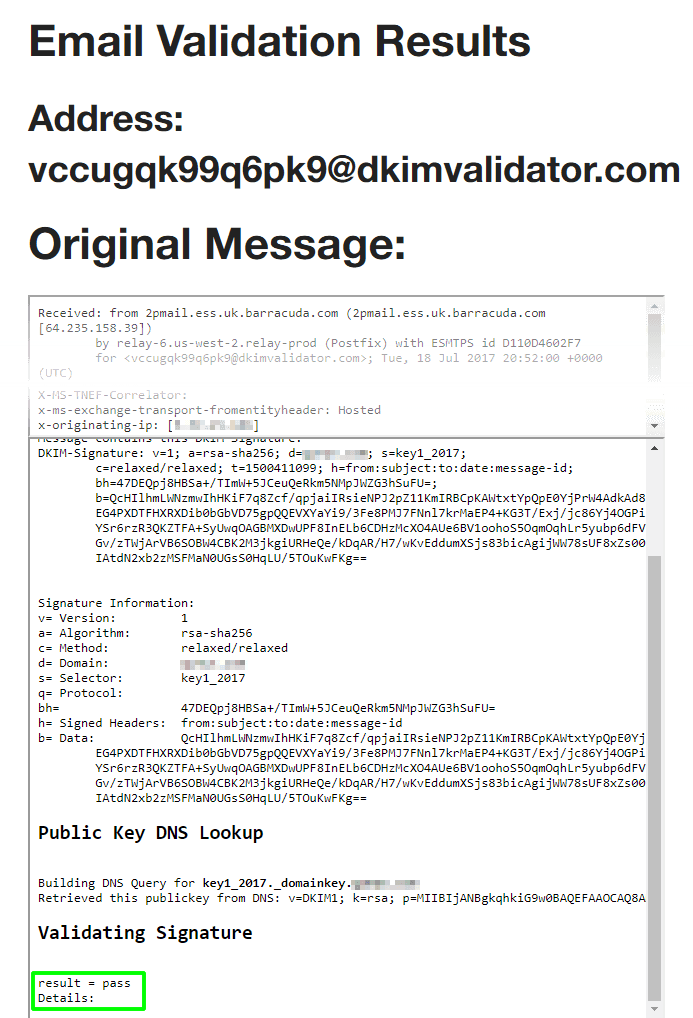 Email Validation Results
Address:
vccugqk99q6pk9@dkimvalidator.com
Original Message:
Received: from 2pmail.ess.uk.barracuda.com (2pmail.ess.uk.barracuda.com
[64.235.158.39])
by relay-6.us-west-2.relay-prod (Postfix) with ESMTPS id D110D4602F7
for <vccugqk99q6pk9@dkimvalidator.com>; Tue, 18 Jul 2017 20:52:00 +0000
(UTC)
X-MS-TNEF-Correlator:
x-ms-exchange-transport-fromentityheader: Hosted
x-originating-ip: [ ]
Message contains this DKIM Signature:
DKIM-Signature: v=1; a=rsa-sha256; d= ; s=key1_2017;
c=relaxed/relaxed; t=1500411099; h=from:subject:to:date:message-id;
bh=47DEQpj8HBSa+/TImW+5JCeuQeRkm5NMpJWZG3hSuFU=;
b=QcHIlhmLWNzmwIhHKiF7q8Zcf/qpjaiIRsieNPJ2pZ11KmIRBCpKAWtxtYpQpE0YjPrW4AdkAd8
EG4PXDTFHXRXDib0bGbVD75gpQQEVXYaYi9/3Fe8PMJ7FNnl7krMaEP4+KG3T/Exj/jc86Yj4OGPi
YSr6rzR3QKZTFA+SyUwqOAGBMXDwUPF8InELb6CDHzMcXO4AUe6BV1oohoS5OqmOqhLr5yubp6dFV
Gv/zTWjArVB6SOBW4CBK2M3jkgiURHeQe/kDqAR/H7/wKvEddumXSjs83bicAgijWW78sUF8xZs00
IAtdN2xb2zMSFMaN0UGsS0HqLU/5TOuKwFKg==
Signature Information:
v= Version: 1
a= Algorithm: rsa-sha256
c= Method: relaxed/relaxed
d= Domain:
s= Selector: key1_2017
q= Protocol:
bh= 47DEQpj8HBSa+/TImW+5JCeuQeRkm5NMpJWZG3hSuFU=
h= Signed Headers: from:subject:to:date:message-id
b= Data: QcHIlhmLWNzmwIhHKiF7q8Zcf/qpjaiIRsieNPJ2pZ11KmIRBCpKAWtxtYpQpE0Yj
EG4PXDTFHXRXDib0bGbVD75gpQQEVXYaYi9/3Fe8PMJ7FNnl7krMaEP4+KG3T/Exj/jc86Yj4OGPi
YSr6rzR3QKZTFA+SyUwqOAGBMXDwUPF8InELb6CDHzMcXO4AUe6BV1oohoS5OqmOqhLr5yubp6dFV
Gv/zTWjArVB6SOBW4CBK2M3jkgiURHeQe/kDqAR/H7/wKvEddumXSjs83bicAgijWW78sUF8xZs00
IAtdN2xb2zMSFMaN0UGsS0HqLU/5TOuKwFKg==
Public Key DNS Lookup
Building DNS Query for key1_2017._domainkey.
Retrieved this publickey from DNS: v=DKIM1; k=rsa; p=MIIBIjANBgkqhkiG9w0BAQEFAAOCAQ8A
Validating Signature
result = pass
Details: